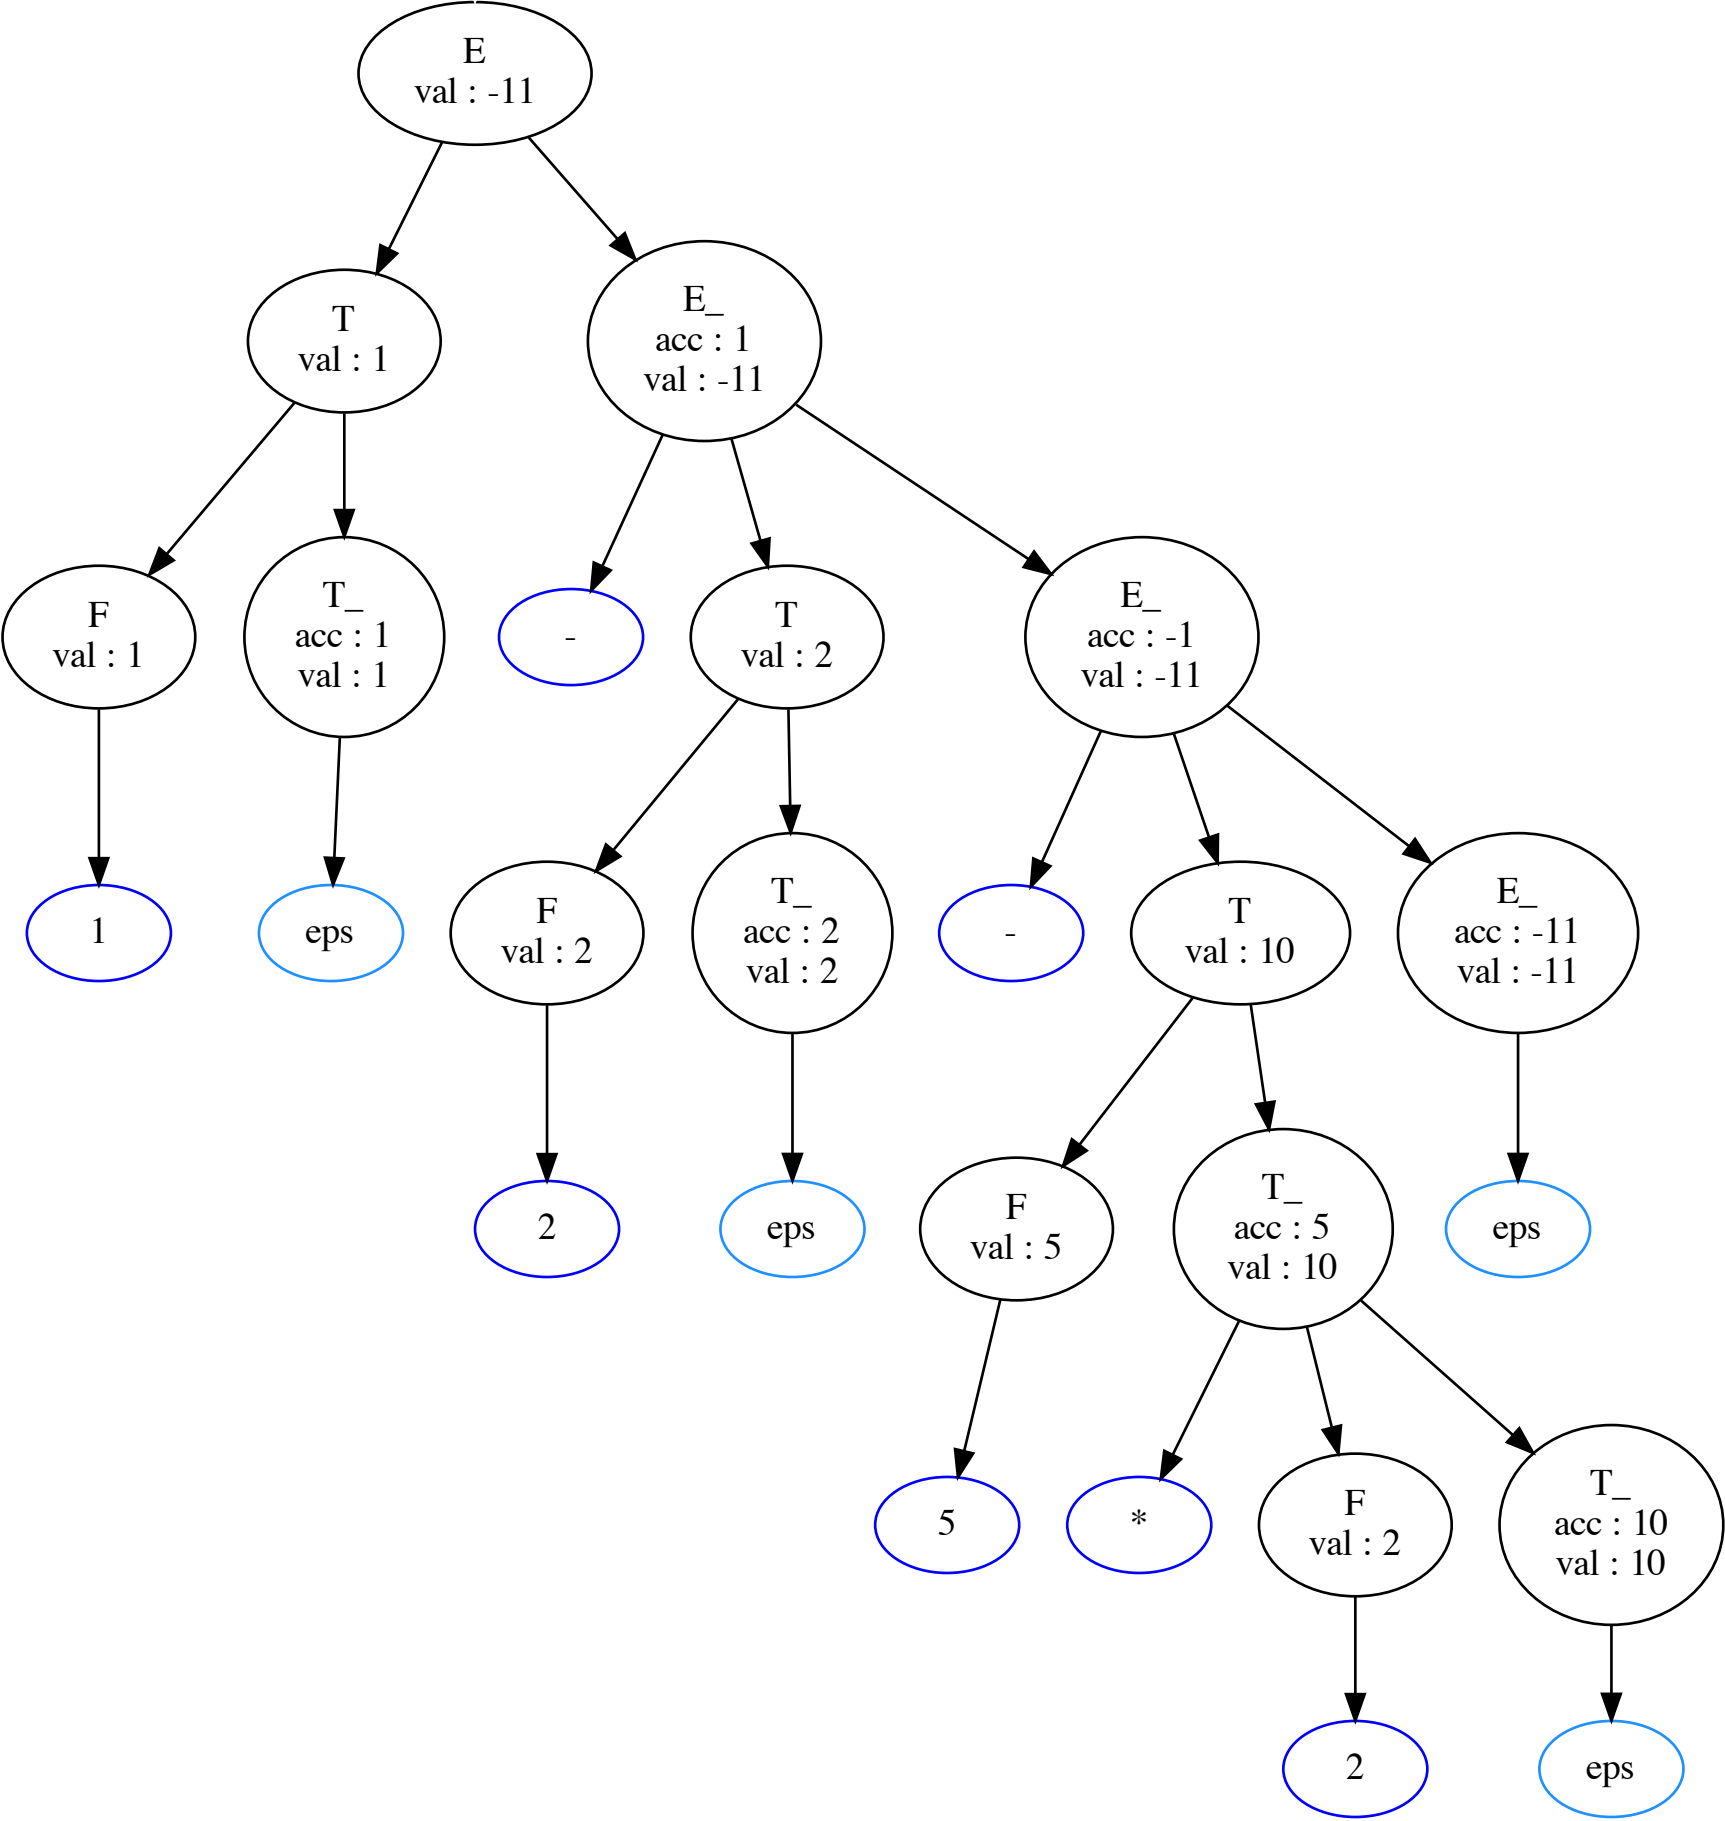 E
val : -11
T
val : 1
E_
acc : 1
val : -11
F
val : 1
T_
acc : 1
val : 1
-
T
val : 2
E_
acc : -1
val : -11
1
eps
F
val : 2
T_
acc : 2
val : 2
-
T
val : 10
E_
acc : -11
val : -11
2
eps
F
val : 5
T_
acc : 5
val : 10
eps
5
*
F
val : 2
T_
acc : 10
val : 10
2
eps